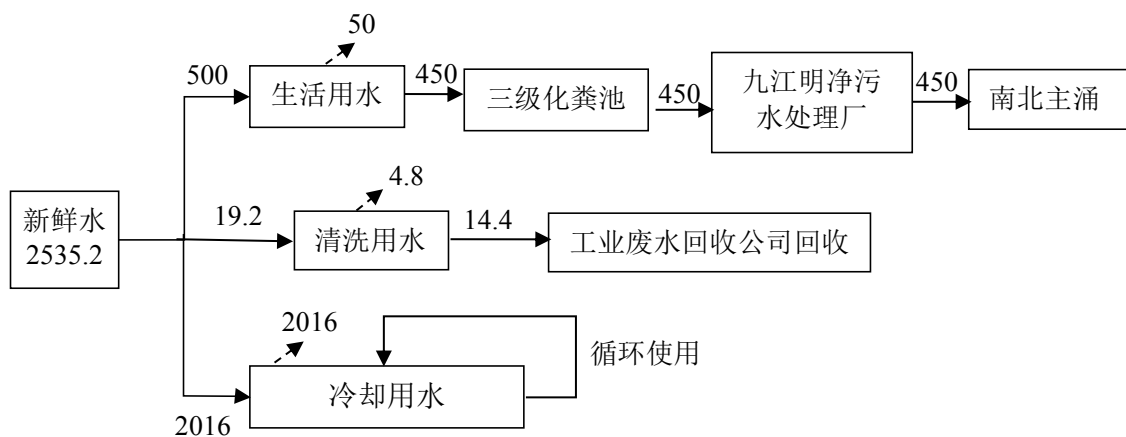 50
500
生活用水
450
三级化粪池
450
九江明净污
水处理厂
450
南北主涌
新鲜水
2535.2
19.2
4.8
清洗用水
14.4
工业废水回收公司回收
2016
冷却用水
循环使用
2016